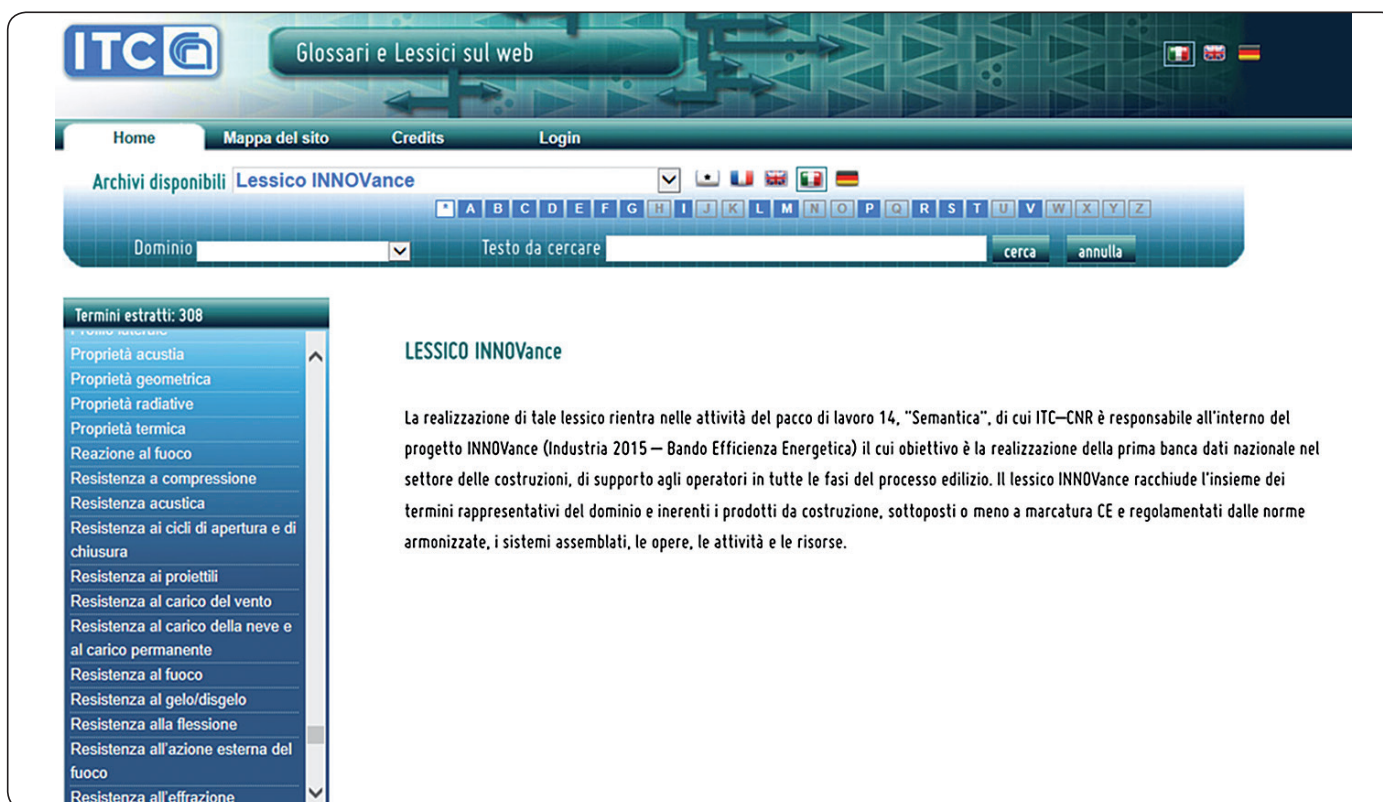 ITC
Glossari e Lessici sul web
Home Mappa del sito Credits Login
Archivi disponibili Lessico INNOVance
* A B C D E F G H I J K L M N O P Q R S T U V W X Y Z
Dominio Testo da cercare cerca annulla
Termini estratti: 308
Profilo laterale
Proprietà acustia
Proprietà geometrica
Proprietà radiative
Proprietà termica
Reazione al fuoco
Resistenza a compressione
Resistenza acustica
Resistenza ai cicli di apertura e di
chiusura
Resistenza ai proiettili
Resistenza al carico del vento
Resistenza al carico della neve e
al carico permanente
Resistenza al fuoco
Resistenza al gelo/disgelo
Resistenza alla flessione
Resistenza all'azione esterna del
fuoco
Resistenza all'effrazione
LESSICO INNOVance
La realizzazione di tale lessico rientra nelle attività del pacco di lavoro 14, "Semantica", di cui ITC–CNR è responsabile all'interno del
progetto INNOVance (Industria 2015 – Bando Efficienza Energetica) il cui obiettivo è la realizzazione della prima banca dati nazionale nel
settore delle costruzioni, di supporto agli operatori in tutte le fasi del processo edilizio. Il lessico INNOVance racchiude l'insieme dei
termini rappresentativi del dominio e inerenti i prodotti da costruzione, sottoposti o meno a marcatura CE e regolamentati dalle norme
armonizzate, i sistemi assemblati, le opere, le attività e le risorse.